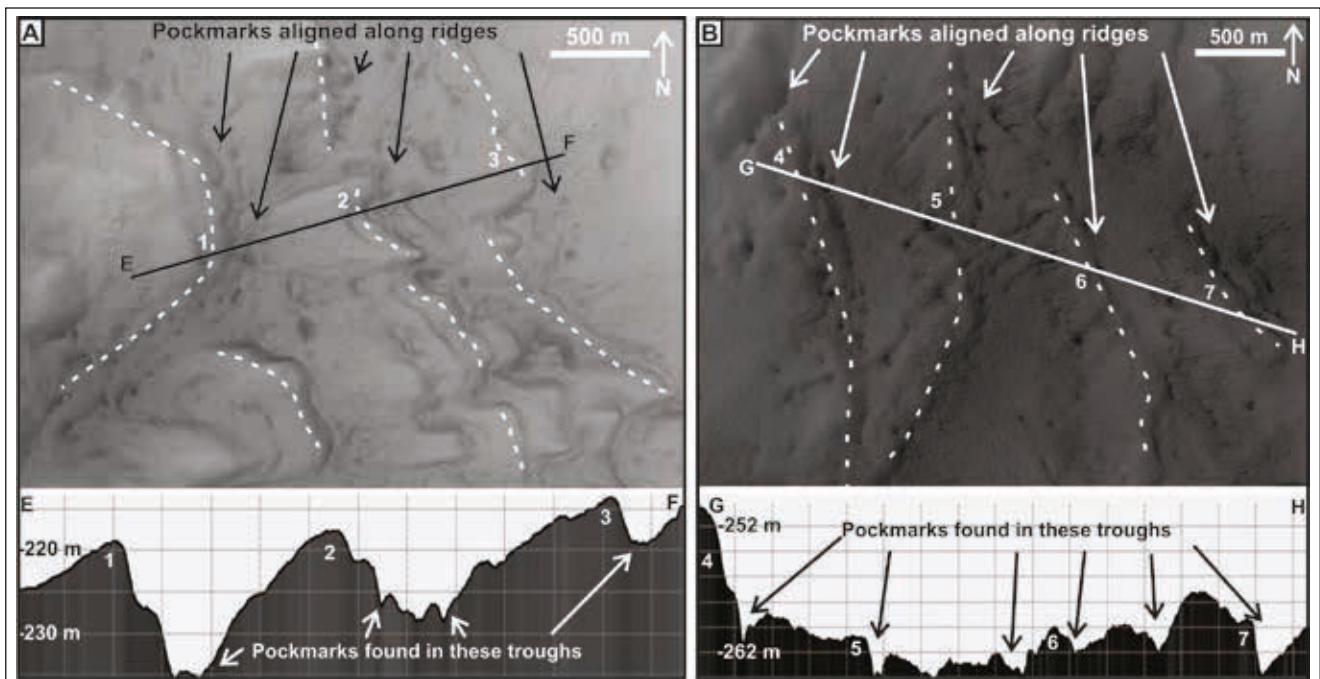 A
Pockmarks aligned along ridges
500 m
N
F
3
2
1
E
E
F
-220 m
1
2
3
-230 m
Pockmarks found in these troughs
B
Pockmarks aligned along ridges
500 m
N
G
4
5
6
7
H
G
H
-252 m
Pockmarks found in these troughs
4
5
6
7
-262 m